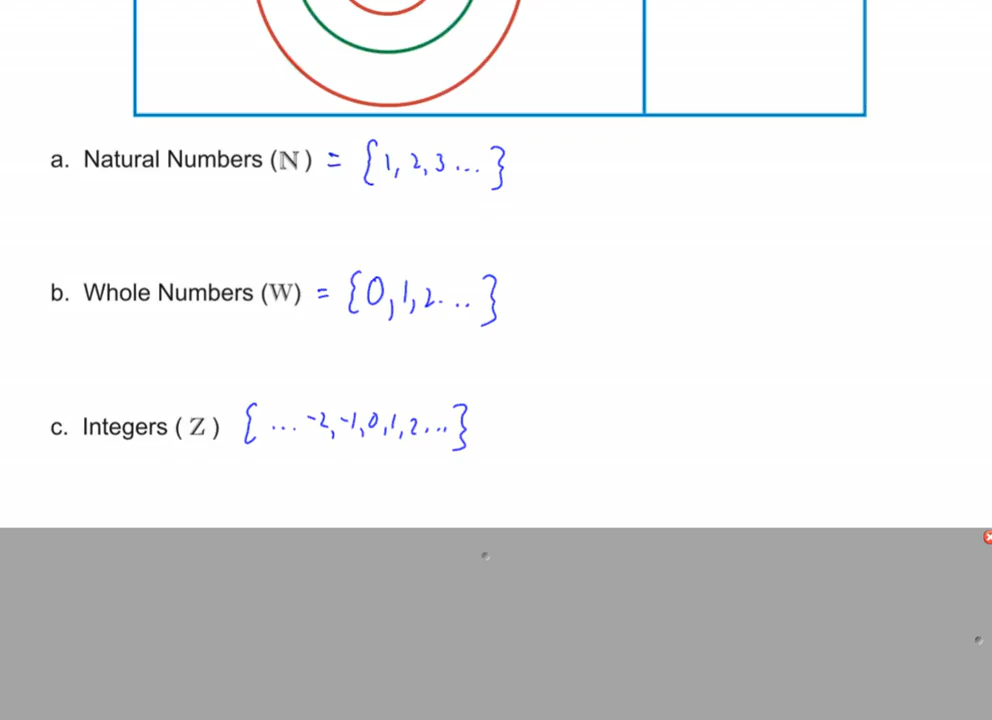 a. Natural Numbers (ℕ) = {1, 2, 3 ... }
b. Whole Numbers (W) = {0, 1, 2 ... }
c. Integers ( Z ) { ... -2, -1, 0, 1, 2 ... }